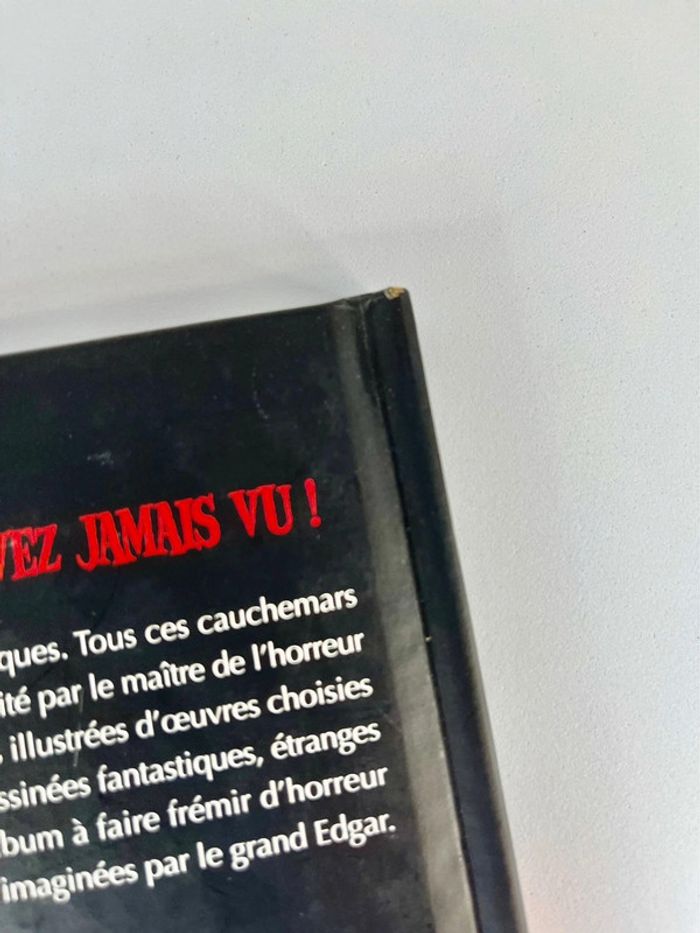 VEZ JAMAIS VU !
ques. Tous ces cauchemars
ité par le maître de l'horreur
, illustrées d'œuvres choisies
ssinées fantastiques, étranges
bum à faire frémir d'horreur
imaginées par le grand Edgar.